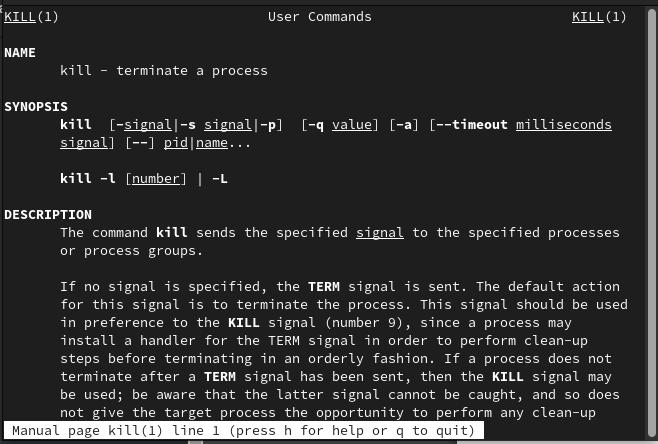 KILL(1) User Commands KILL(1)
NAME
kill - terminate a process
SYNOPSIS
kill [-signal|-s signal|-p] [-q value] [-a] [--timeout milliseconds
signal] [--] pid|name...
kill -l [number] | -L
DESCRIPTION
The command kill sends the specified signal to the specified processes
or process groups.
If no signal is specified, the TERM signal is sent. The default action
for this signal is to terminate the process. This signal should be used
in preference to the KILL signal (number 9), since a process may
install a handler for the TERM signal in order to perform clean-up
steps before terminating in an orderly fashion. If a process does not
terminate after a TERM signal has been sent, then the KILL signal may
be used; be aware that the latter signal cannot be caught, and so does
not give the target process the opportunity to perform any clean-up
Manual page kill(1) line 1 (press h for help or q to quit)